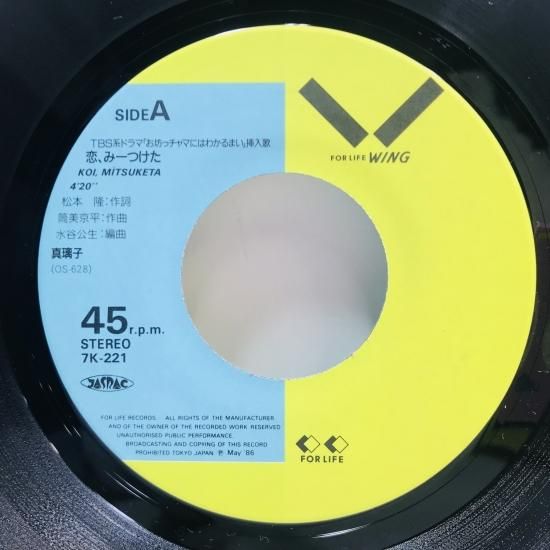 SIDE A
TBS系ドラマ「お坊っチャマにはわかるまい」挿入歌
恋、みーつけた
KOI, MITSUKETA
4'20''
松本 隆:作詞
筒美京平:作曲
水谷公生:編曲
真璃子
(OS-628)
45 r.p.m.
STEREO
7K-221
JASRAC
FOR LIFE WING
FOR LIFE RECORDS. ALL RIGHTS OF THE MANUFACTURER
AND OF THE OWNER OF THE RECORDED WORK RESERVED
UNAUTHORISED PUBLIC PERFORMANCE.
BROADCASTING AND COPYING OF THIS RECORD
PROHIBITED TOKYO JAPAN ℗ May '86
FOR LIFE